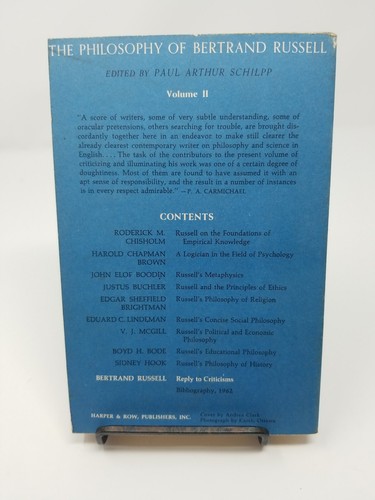 THE PHILOSOPHY OF BERTRAND RUSSELL
EDITED BY PAUL ARTHUR SCHILPP
Volume II
"A score of writers, some of very subtle understanding, some of
oracular pretensions, others searching for trouble, are brought dis-
cordantly together here in an endeavor to make still clearer the
already clearest contemporary writer on philosophy and science in
English. . . . The task of the contributors to the present volume of
criticizing and illuminating his work was one of a certain degree of
doughtiness. Most of them are found to have assumed it with an
apt sense of responsibility, and the result in a number of instances
is in every respect admirable." —P. A. CARMICHAEL
CONTENTS
RODERICK M. Russell on the Foundations of
CHISHOLM Empirical Knowledge
HAROLD CHAPMAN A Logician in the Field of Psychology
BROWN
JOHN ELOF BOODIN Russell's Metaphysics
JUSTUS BUCHLER Russell and the Principles of Ethics
EDGAR SHEFFIELD Russell's Philosophy of Religion
BRIGHTMAN
EDUARD C. LINDEMAN Russell's Concise Social Philosophy
V. J. MCGILL Russell's Political and Economic
Philosophy
BOYD H. BODE Russell's Educational Philosophy
SIDNEY HOOK Russell's Philosophy of History
BERTRAND RUSSELL Reply to Criticisms
Bibliography, 1962
HARPER & ROW, PUBLISHERS, INC.
Cover by
Photograph by